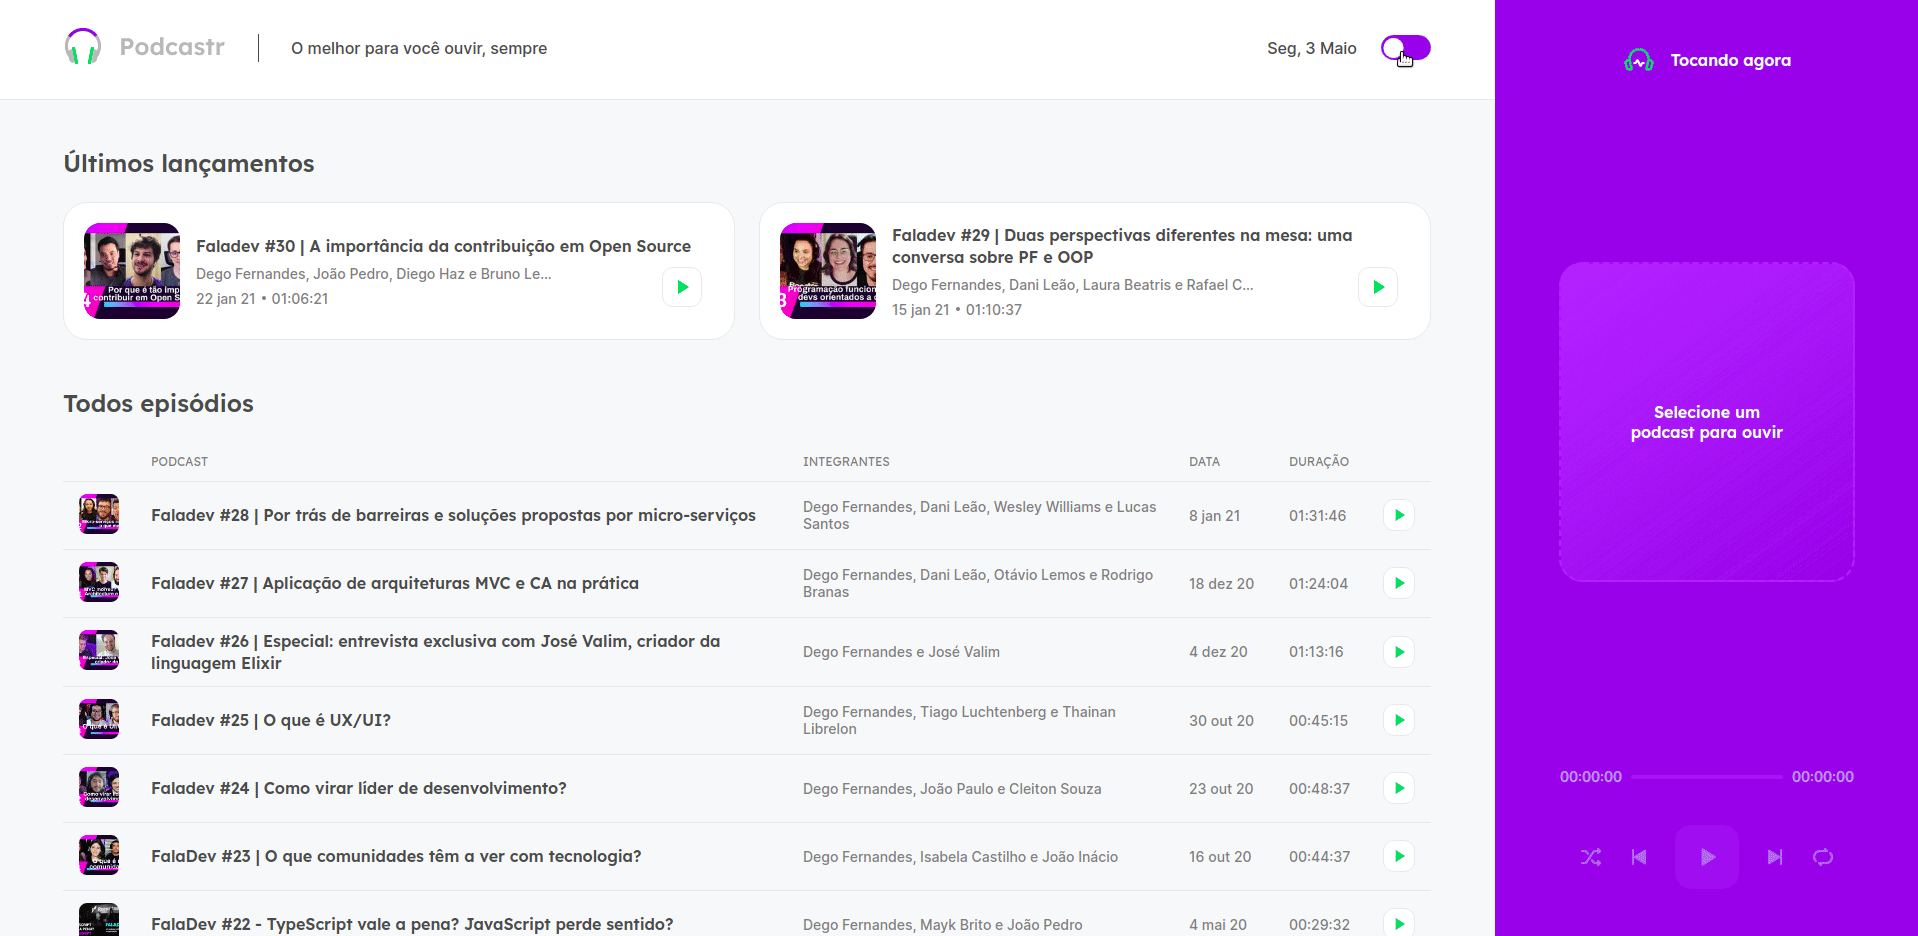 Podcastr
O melhor para você ouvir, sempre
Seg, 3 Maio
Tocando agora
Últimos lançamentos
Faladev #30 | A importância da contribuição em Open Source
Dego Fernandes, João Pedro, Diego Haz e Bruno Le...
22 jan 21 • 01:06:21
Faladev #29 | Duas perspectivas diferentes na mesa: uma
conversa sobre PF e OOP
Dego Fernandes, Dani Leão, Laura Beatris e Rafael C...
15 jan 21 • 01:10:37
Todos episódios
PODCAST INTEGRANTES DATA DURAÇÃO
Faladev #28 | Por trás de barreiras e soluções propostas por micro-serviços
Dego Fernandes, Dani Leão, Wesley Williams e Lucas
Santos
8 jan 21
01:31:46
Faladev #27 | Aplicação de arquiteturas MVC e CA na prática
Dego Fernandes, Dani Leão, Otávio Lemos e Rodrigo
Branas
18 dez 20
01:24:04
Faladev #26 | Especial: entrevista exclusiva com José Valim, criador da
linguagem Elixir
Dego Fernandes e José Valim
4 dez 20
01:13:16
Faladev #25 | O que é UX/UI?
Dego Fernandes, Tiago Luchtenberg e Thainan
Librelon
30 out 20
00:45:15
Faladev #24 | Como virar líder de desenvolvimento?
Dego Fernandes, João Paulo e Cleiton Souza
23 out 20
00:48:37
FalaDev #23 | O que comunidades têm a ver com tecnologia?
Dego Fernandes, Isabela Castilho e João Inácio
16 out 20
00:44:37
FalaDev #22 - TypeScript vale a pena? JavaScript perde sentido?
Dego Fernandes, Mayk Brito e João Pedro
4 mai 20
00:29:32
Selecione um
podcast para ouvir
00:00:00
00:00:00